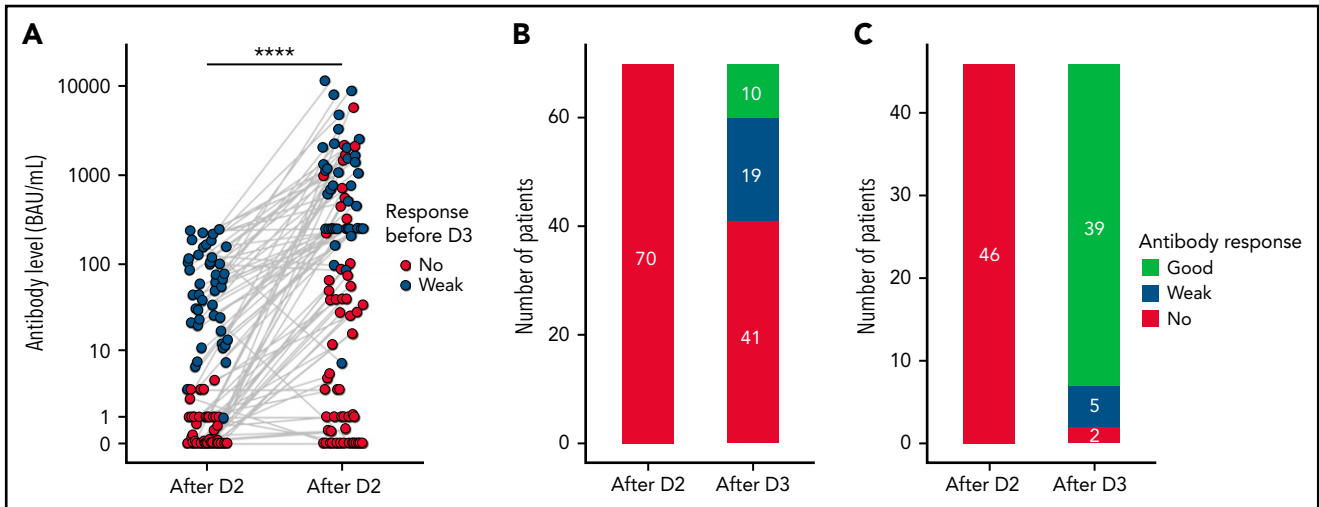 A
****
Antibody level (BAU/mL)
10000
1000
100
10
1
0
After D2
After D2
Response
before D3
No
Weak
B
Number of patients
60
40
20
0
70
10
19
41
After D2
After D3
C
Number of patients
40
30
20
10
0
46
39
5
2
After D2
After D3
Antibody response
Good
Weak
No